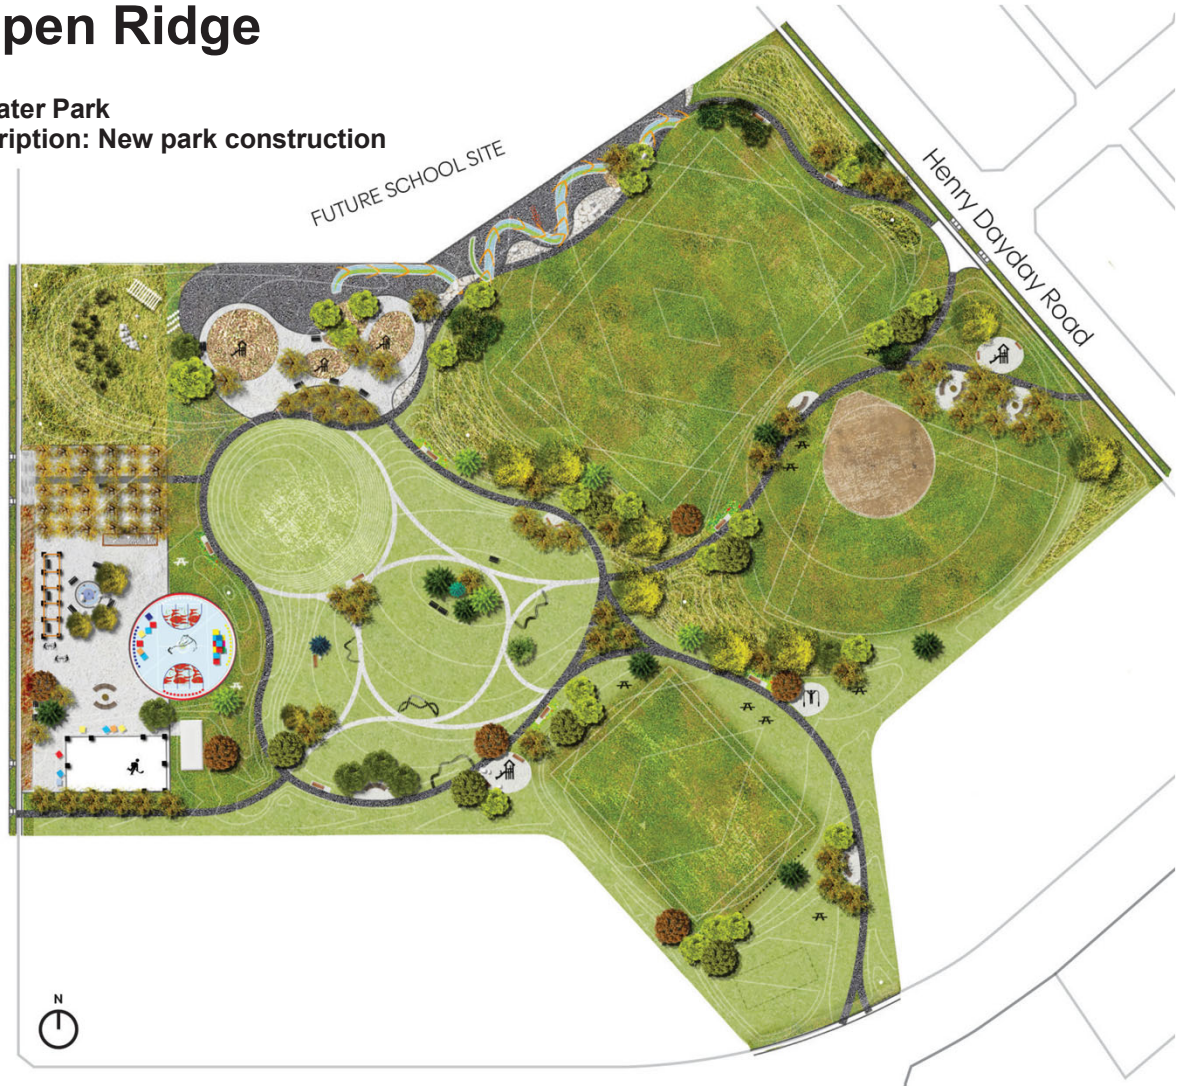 pen Ridge
ater Park
ription: New park construction
FUTURE SCHOOL SITE
Henry Dayday Road
N